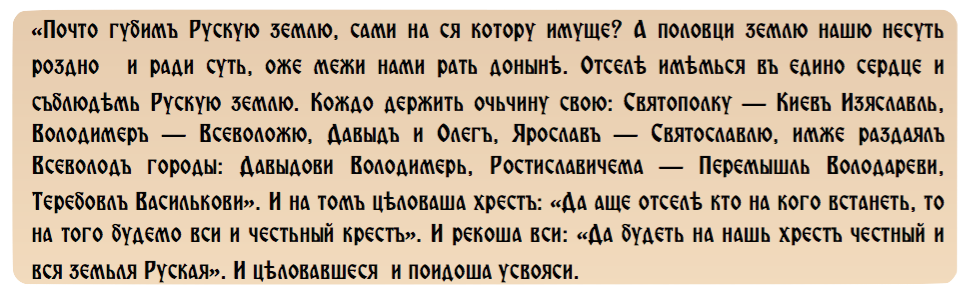 «Почто губимъ Рускую землю, сами на ся котору имуще? А половци землю нашю несуть
роздно и ради суть, оже межи нами рать донынѣ. Отселѣ имѣмься въ едино сердце и
съблюдѣмь Рускую землю. Кождо держить очьчину свою: Святополку — Киевъ Изяславль,
Володимеръ — Всеволожю, Давыдъ и Олегъ, Ярославъ — Святославлю, имже раздаялъ
Всеволодъ городы: Давыдови Володимерь, Ростиславичема — Перемышль Володареви,
Теребовль Василькови». И на томъ цѣловаша хрестъ: «Да аще отселѣ кто на кого встанеть, то
на того будемо вси и честьный крестъ». И рекоша вси: «Да будеть на нашь хрестъ честный и
вся земьля Руская». И цѣловавшеся и поидоша усвояси.